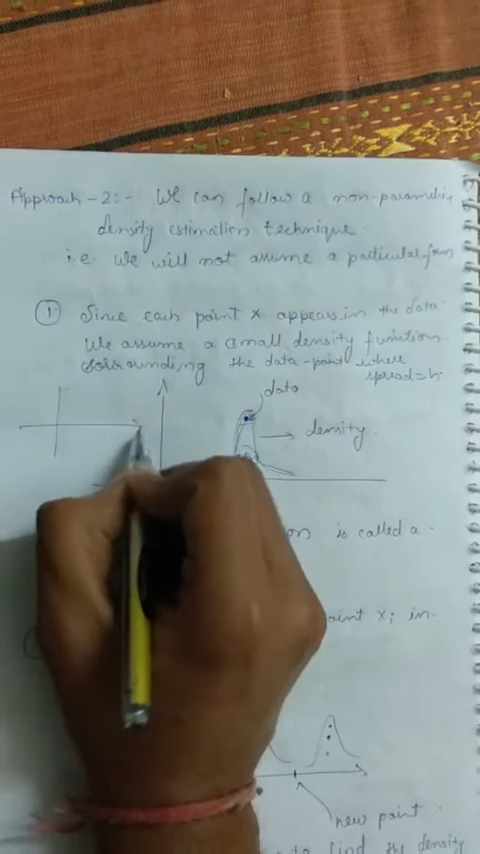 Approach-2:- We can follow a non-parametric
density estimation technique.
i.e. We will not assume a particular form
① Since each point x appears in the data
We assume a small density function.
sorrounding the data-point where
spread=h.
data
density
is called a
point xi in
new point
to find the density